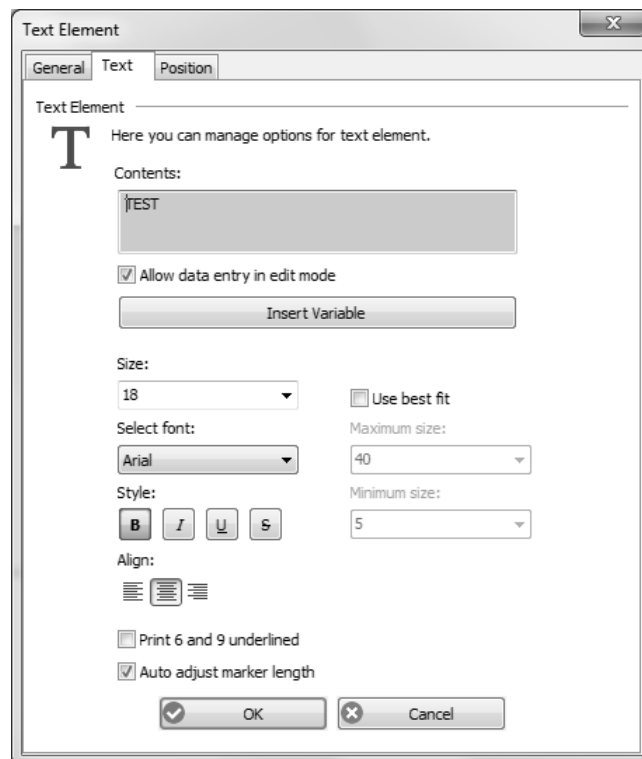 Text Element
General Text Position
Text Element
T Here you can manage options for text element.
Contents:
TEST
Allow data entry in edit mode
Insert Variable
Size:
18
Use best fit
Select font:
Maximum size:
Arial
40
Style:
Minimum size:
B I U S
5
Align:
Print 6 and 9 underlined
Auto adjust marker length
OK Cancel